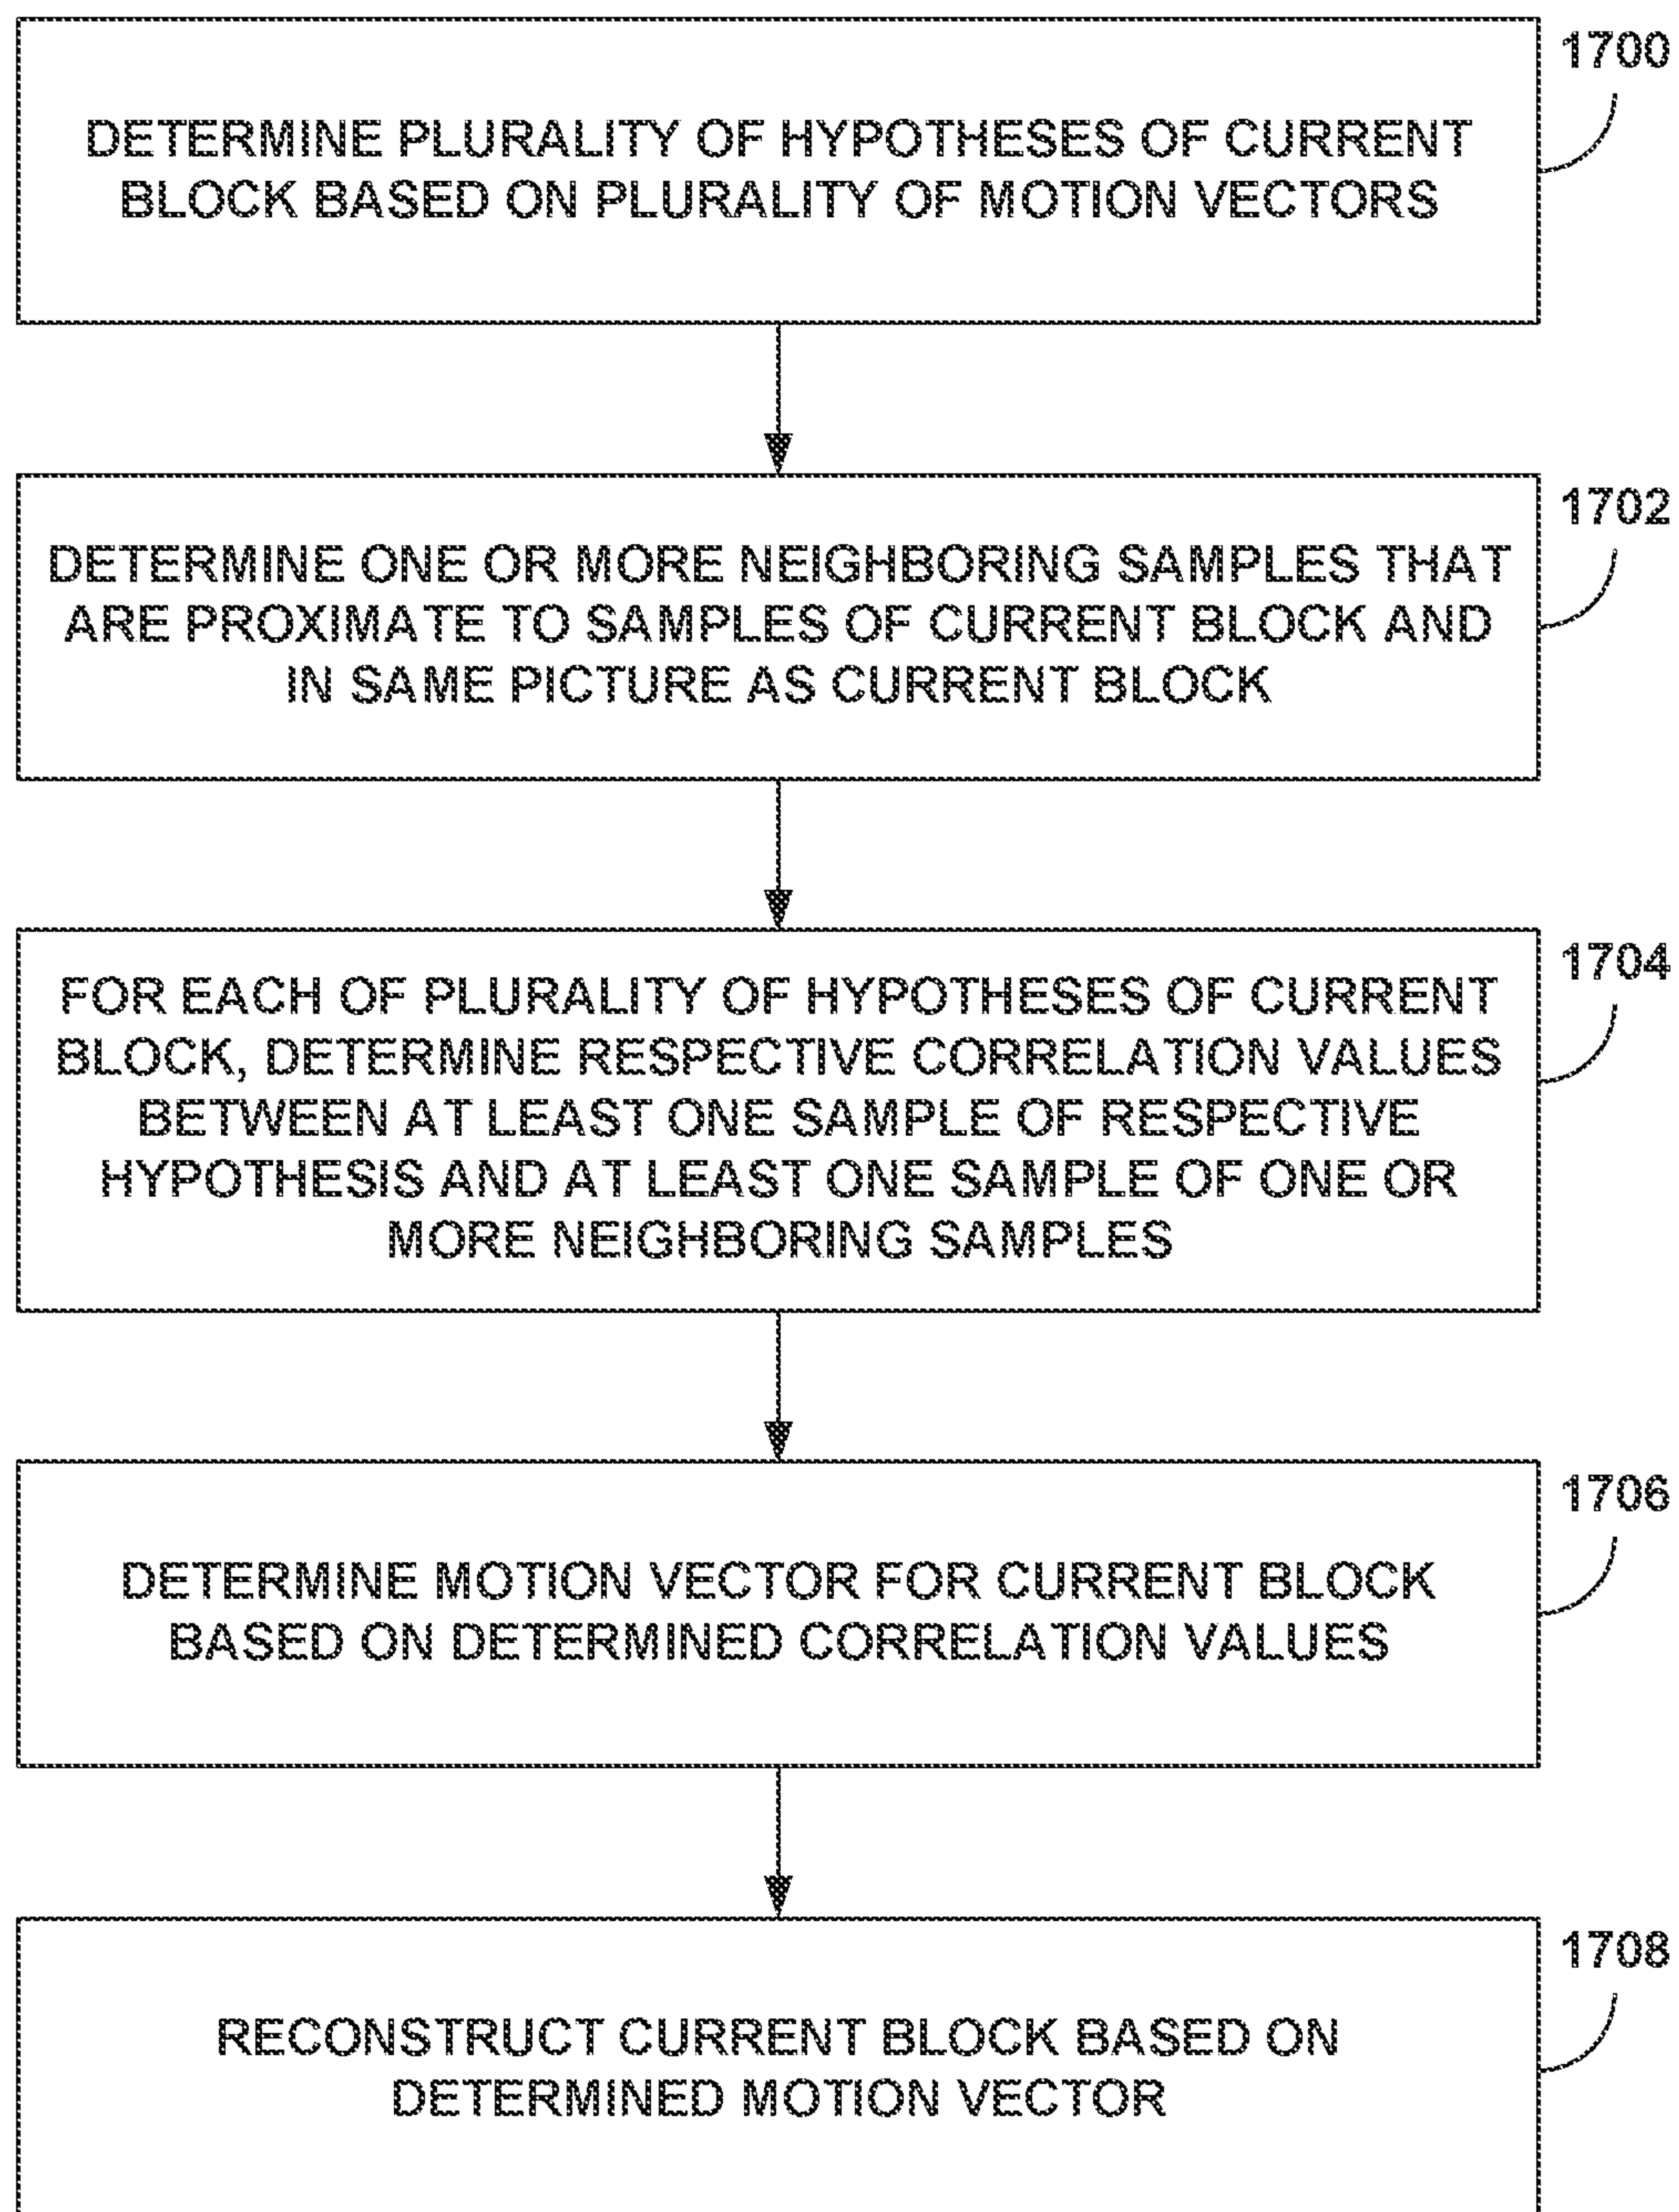 1700
DETERMINE PLURALITY OF HYPOTHESES OF CURRENT
BLOCK BASED ON PLURALITY OF MOTION VECTORS
1702
DETERMINE ONE OR MORE NEIGHBORING SAMPLES THAT
ARE PROXIMATE TO SAMPLES OF CURRENT BLOCK AND
IN SAME PICTURE AS CURRENT BLOCK
1704
FOR EACH OF PLURALITY OF HYPOTHESES OF CURRENT
BLOCK, DETERMINE RESPECTIVE CORRELATION VALUES
BETWEEN AT LEAST ONE SAMPLE OF RESPECTIVE
HYPOTHESIS AND AT LEAST ONE SAMPLE OF ONE OR
MORE NEIGHBORING SAMPLES
1706
DETERMINE MOTION VECTOR FOR CURRENT BLOCK
BASED ON DETERMINED CORRELATION VALUES
1708
RECONSTRUCT CURRENT BLOCK BASED ON
DETERMINED MOTION VECTOR